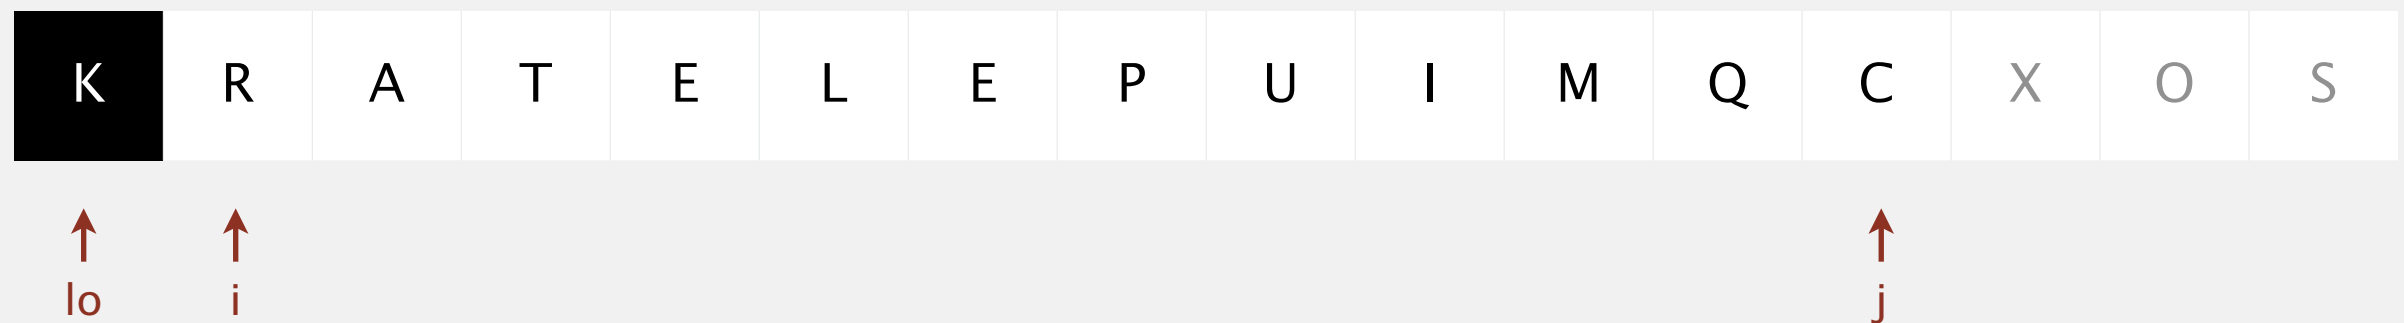 K R A T E L E P U I M Q C X O S
lo i j